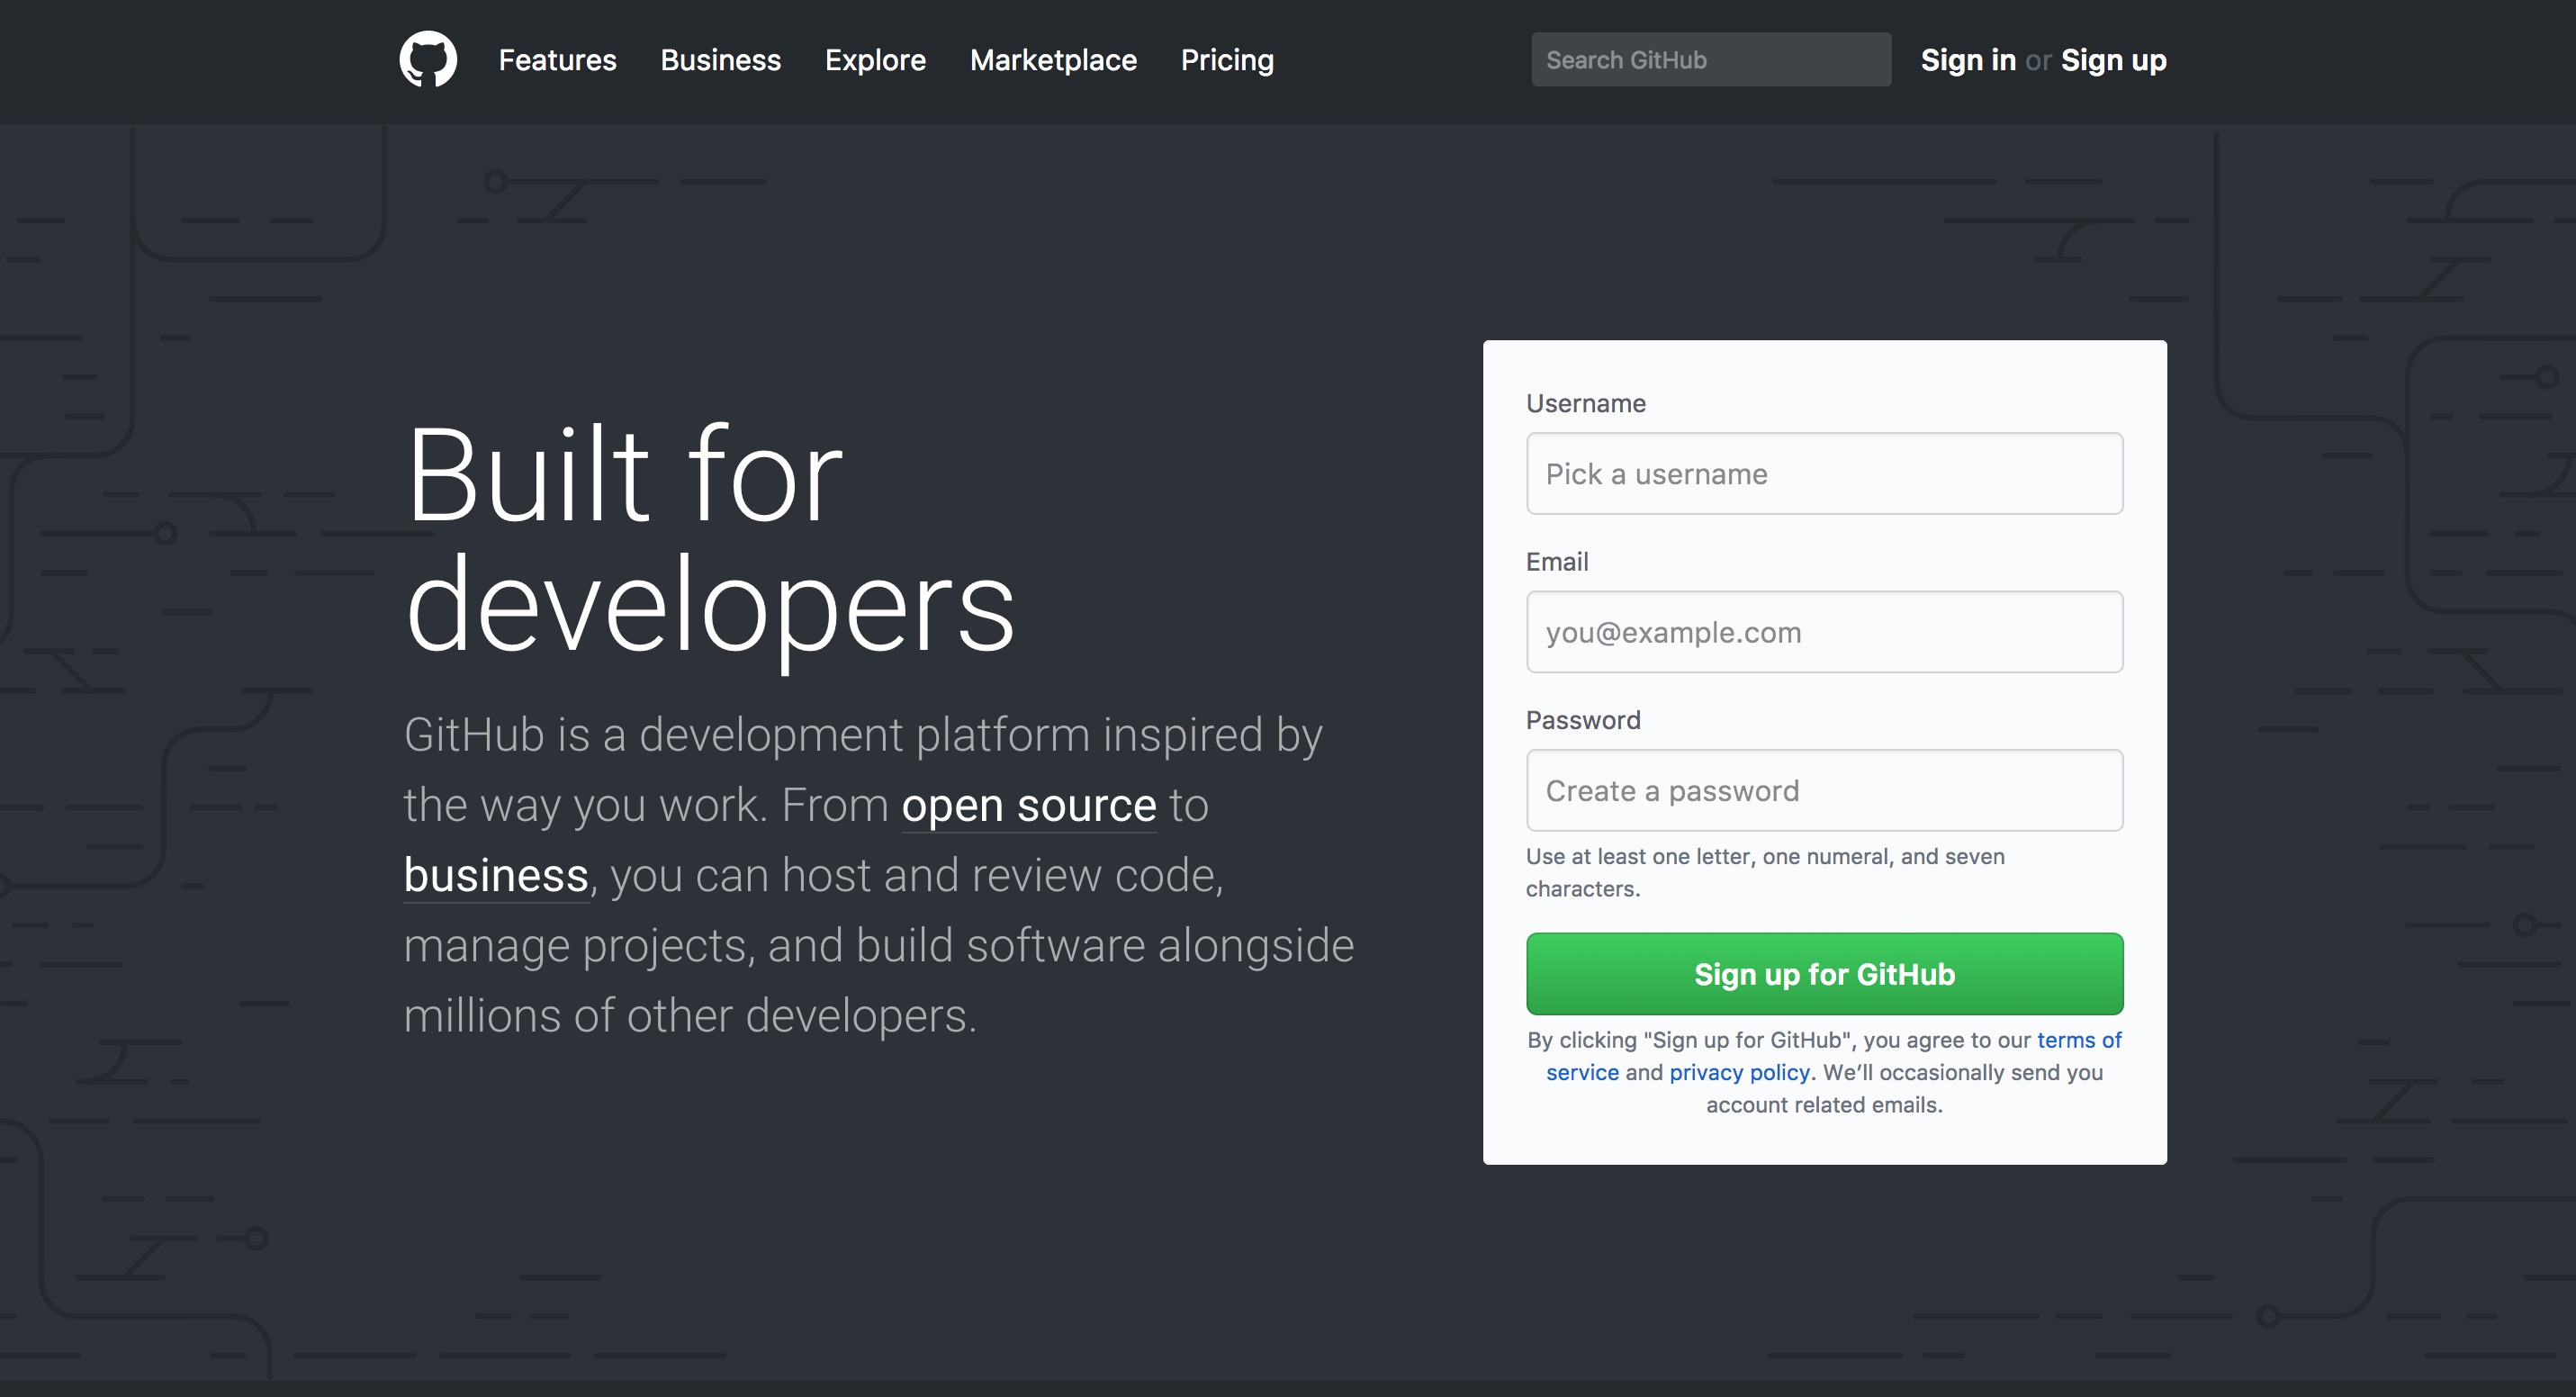 Features Business Explore Marketplace Pricing Search GitHub Sign in or Sign up
Built for
developers
GitHub is a development platform inspired by
the way you work. From open source to
business, you can host and review code,
manage projects, and build software alongside
millions of other developers.
Username
Pick a username
Email
you@example.com
Password
Create a password
Use at least one letter, one numeral, and seven
characters.
Sign up for GitHub
By clicking "Sign up for GitHub", you agree to our terms of
service and privacy policy. We’ll occasionally send you
account related emails.